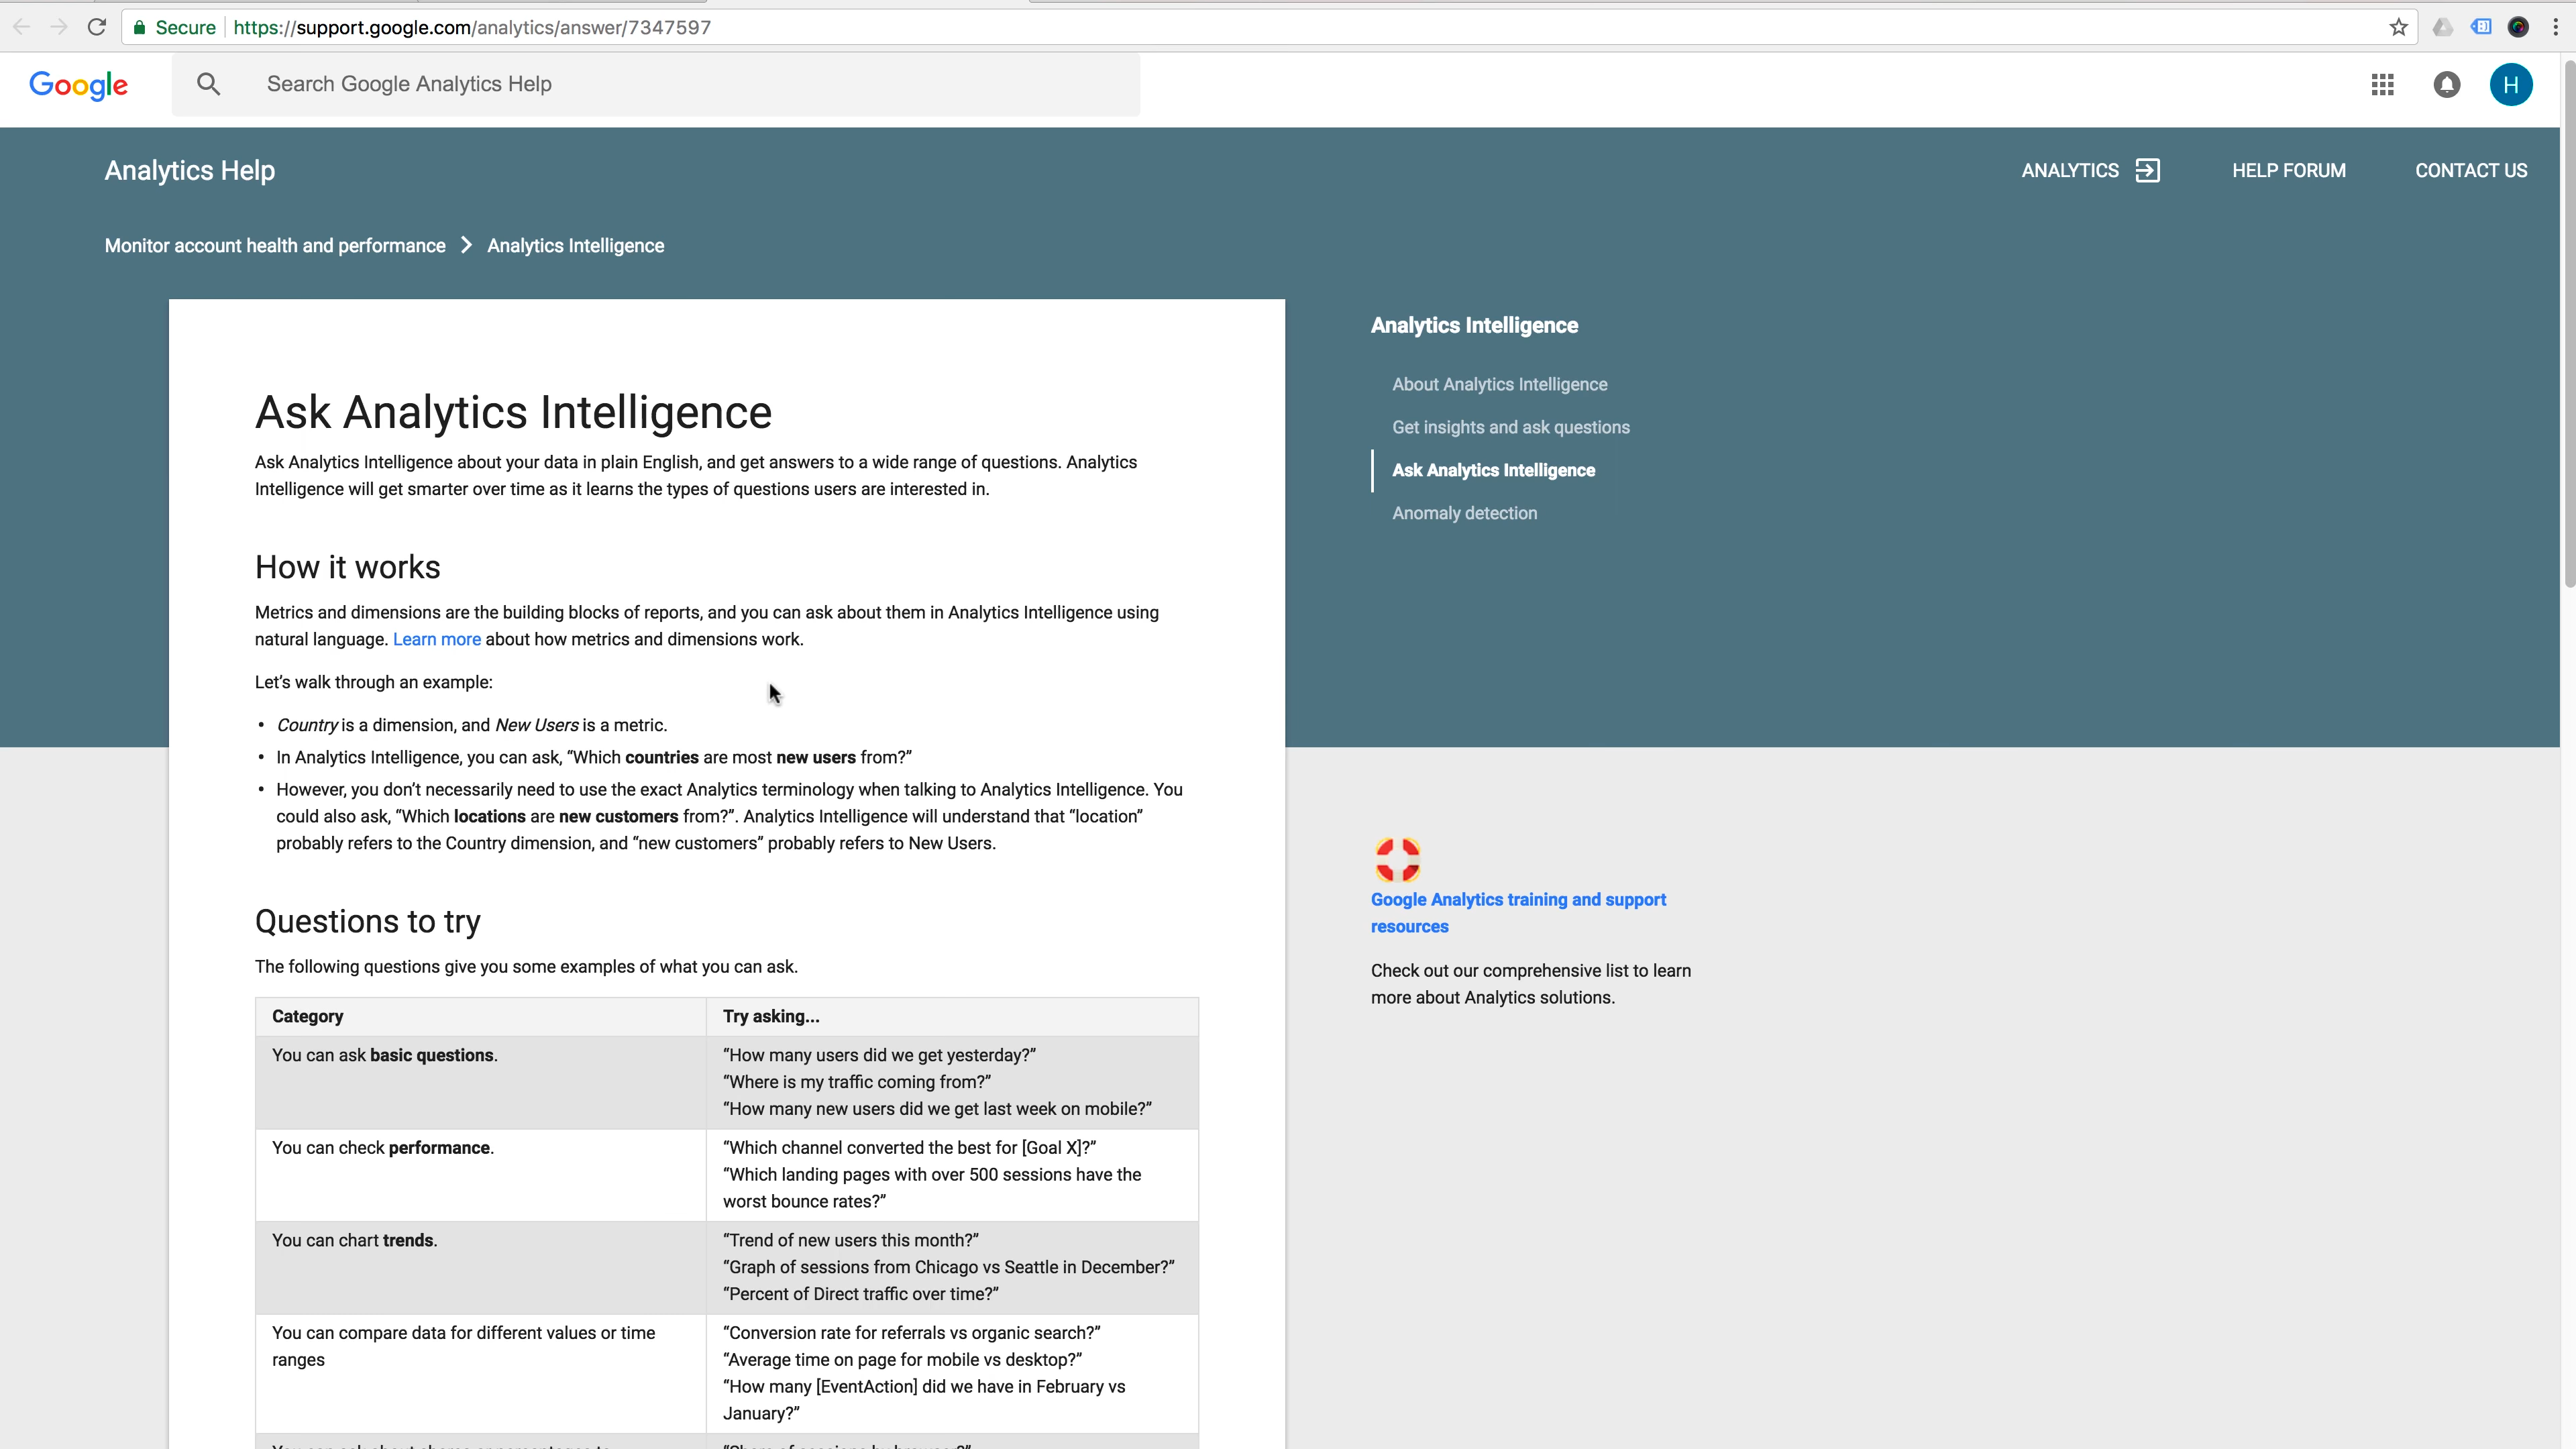 Secure https://support.google.com/analytics/answer/7347597
Google Search Google Analytics Help H
Analytics Help ANALYTICS HELP FORUM CONTACT US
Monitor account health and performance Analytics Intelligence
Ask Analytics Intelligence
Ask Analytics Intelligence about your data in plain English, and get answers to a wide range of questions. Analytics
Intelligence will get smarter over time as it learns the types of questions users are interested in.
How it works
Metrics and dimensions are the building blocks of reports, and you can ask about them in Analytics Intelligence using
natural language. Learn more about how metrics and dimensions work.
Let’s walk through an example:
• Country is a dimension, and New Users is a metric.
• In Analytics Intelligence, you can ask, “Which countries are most new users from?”
• However, you don’t necessarily need to use the exact Analytics terminology when talking to Analytics Intelligence. You
could also ask, “Which locations are new customers from?”. Analytics Intelligence will understand that “location”
probably refers to the Country dimension, and “new customers” probably refers to New Users.
Questions to try
The following questions give you some examples of what you can ask.
Category Try asking...
You can ask basic questions. “How many users did we get yesterday?”
“Where is my traffic coming from?”
“How many new users did we get last week on mobile?”
You can check performance. “Which channel converted the best for [Goal X]?”
“Which landing pages with over 500 sessions have the
worst bounce rates?”
You can chart trends. “Trend of new users this month?”
“Graph of sessions from Chicago vs Seattle in December?”
“Percent of Direct traffic over time?”
You can compare data for different values or time
ranges
“Conversion rate for referrals vs organic search?”
“Average time on page for mobile vs desktop?”
“How many [EventAction] did we have in February vs
January?”
Analytics Intelligence
About Analytics Intelligence
Get insights and ask questions
Ask Analytics Intelligence
Anomaly detection
Google Analytics training and support
resources
Check out our comprehensive list to learn
more about Analytics solutions.